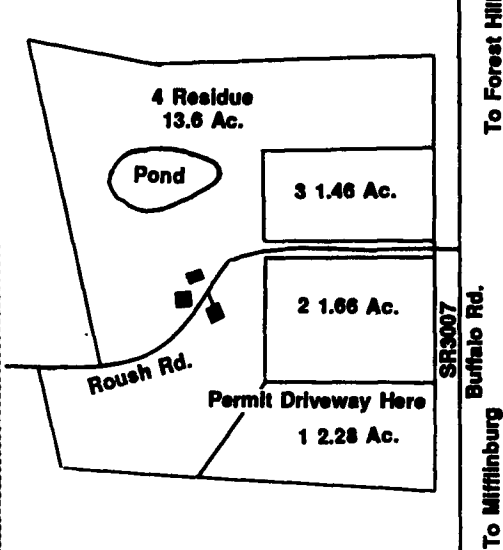 To Forest Hill
4 Residue
13.6 Ac.
Pond
3 1.46 Ac.
2 1.66 Ac.
SR3007
Buffalo Rd.
Roush Rd.
Permit Driveway Here
1 2.28 Ac.
To Mifflinburg